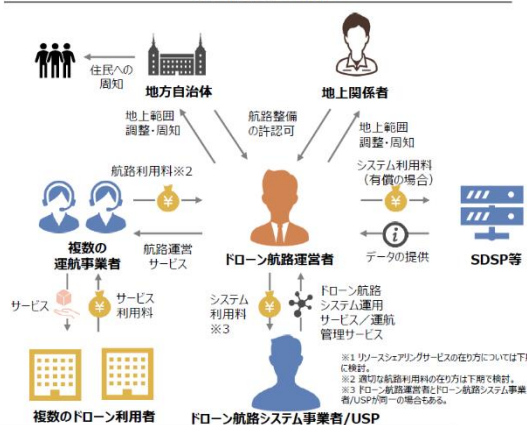 住民への
周知
地方自治体
地上関係者
地上範囲
調整・周知
航路整備
の許認可
地上範囲
調整・周知
航路利用料※2
システム利用料
(有償の場合)
複数の
運航事業者
航路運営
サービス
ドローン航路運営者
データの提供
SDSP等
サービス
サービス
利用料
システム
利用料
※3
ドローン航路
システム運用
サービス／運航
管理サービス
複数のドローン利用者
ドローン航路システム事業者/USP
※1 リソースシェアリングサービスの在り方については下期
に検討。
※2 適切な航路利用料の在り方は下期で検討。
※3 ドローン航路運営者とドローン航路システム事業
者/USPが同一の場合もある。